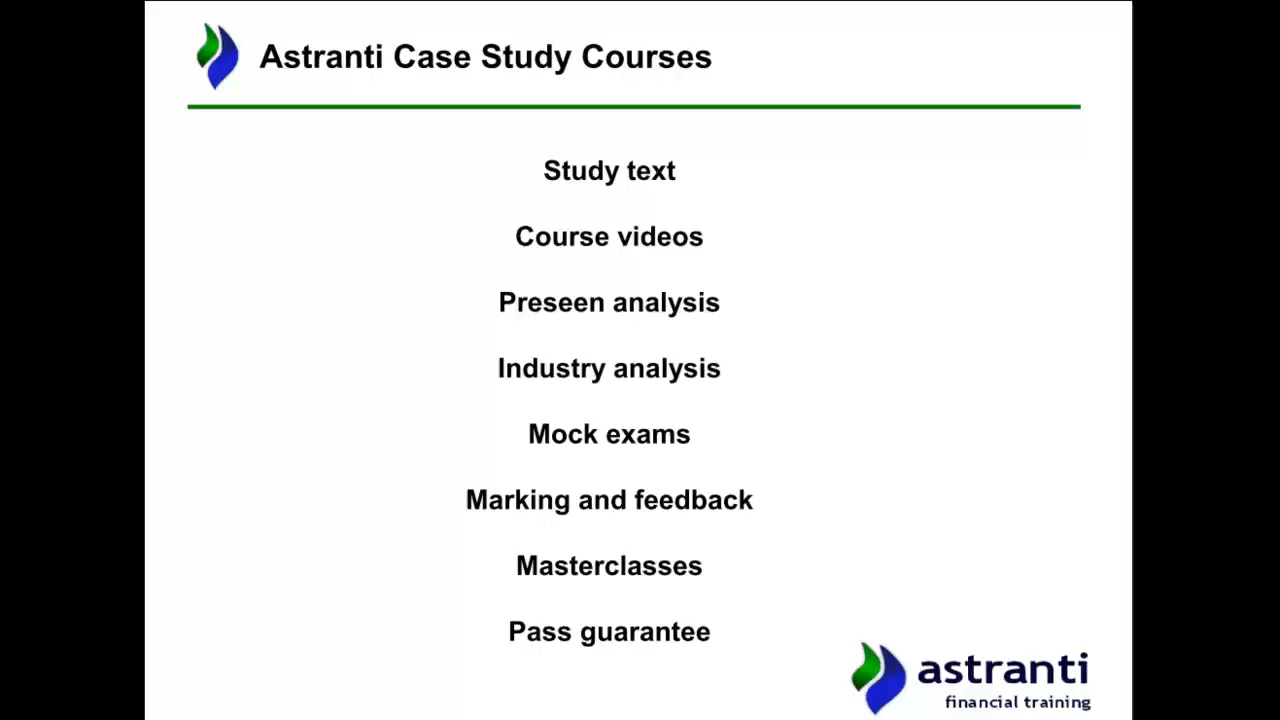 Astranti Case Study Courses
Study text
Course videos
Preseen analysis
Industry analysis
Mock exams
Marking and feedback
Masterclasses
Pass guarantee
astranti
financial training